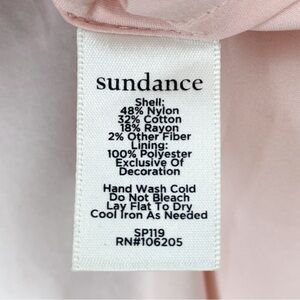 sundance
Shell:
48% Nylon
32% Cotton
18% Rayon
2% Other Fiber
Lining:
100% Polyester
Exclusive Of
Decoration
Hand Wash Cold
Do Not Bleach
Lay Flat To Dry
Cool Iron As Needed
SP119
RN#106205